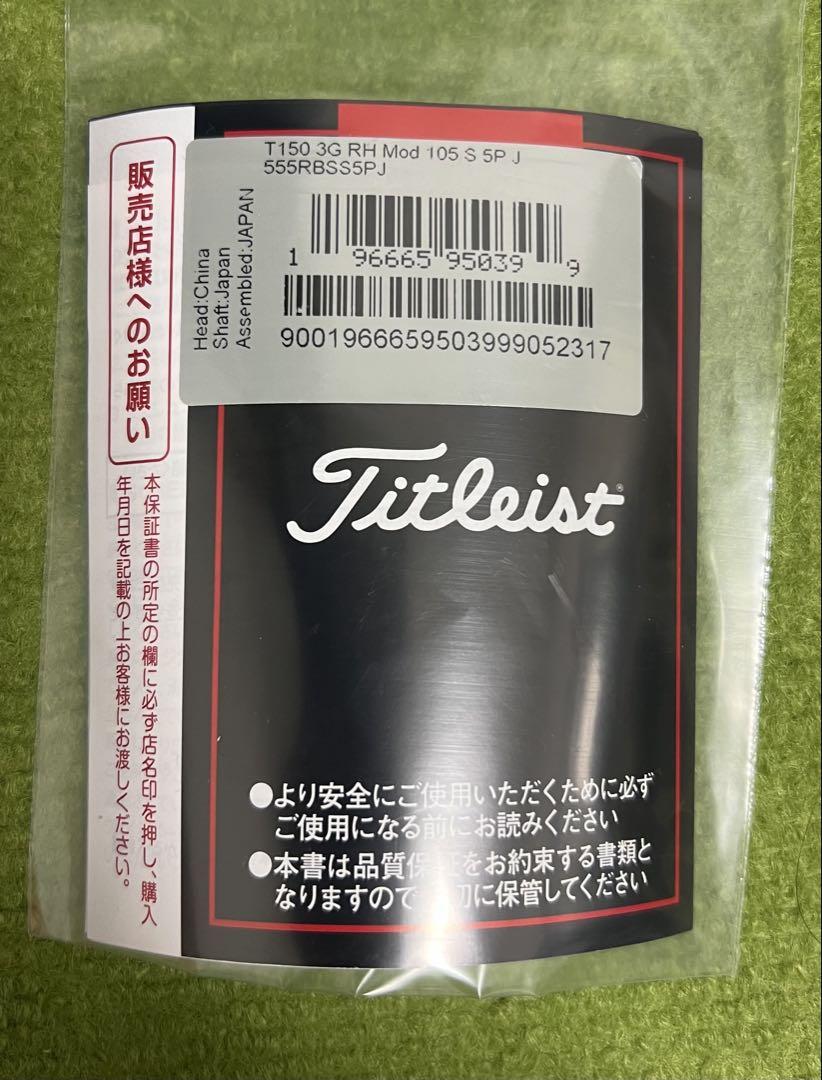 T150 3G RH Mod 105 S 5P J
555RBSS5PJ
1 96665 95039 9
9001966659503999052317
Head:China
Shaft:Japan
Assembled:JAPAN
販売店様へのお願い
本保証書の所定の欄に必ず店名印を押し、購入
年月日を記載の上お客様にお渡しください。
Titleist®
●より安全にご使用いただくために必ず
ご使用になる前にお読みください
●本書は品質保証をお約束する書類と
なりますので大切に保管してください